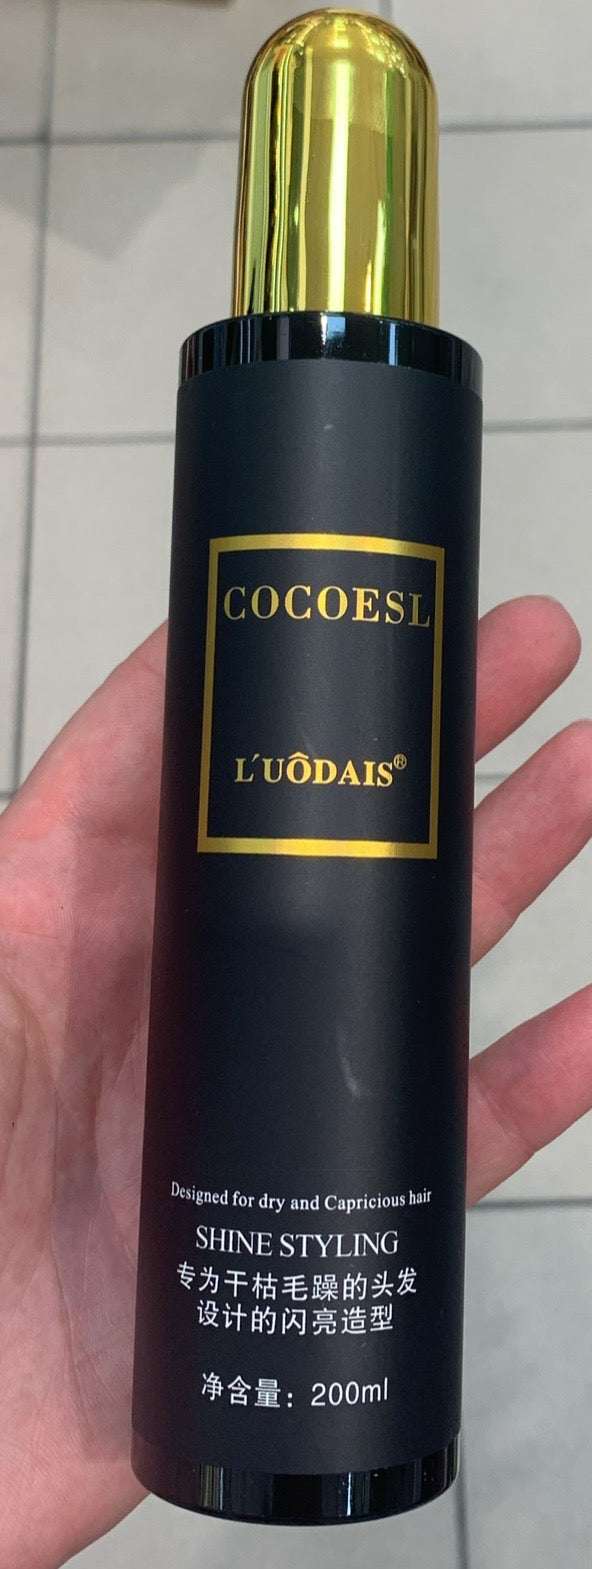 COCOESL
L´UÔDAIS®
Designed for dry and Capricious hair
SHINE STYLING
专为干枯毛躁的头发
设计的闪亮造型
净含量：200ml